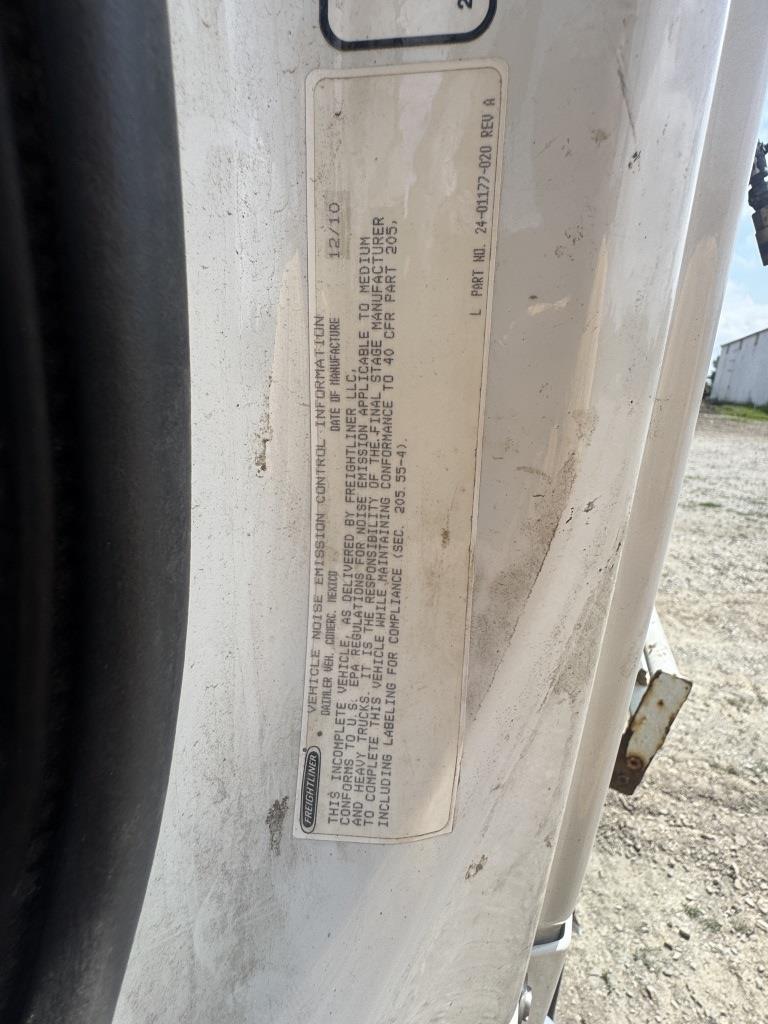 2
VEHICLE NOISE EMISSION CONTROL INFORMATION
FREIGHTLINER
® DAIMLER VEH. COMERC. MEXICO DATE OF MANUFACTURE 12/10
THIS INCOMPLETE VEHICLE, AS DELIVERED BY FREIGHTLINER LLC,
CONFORMS TO U.S. EPA REGULATIONS FOR NOISE EMISSION APPLICABLE TO MEDIUM
AND HEAVY TRUCKS. IT IS THE RESPONSIBILITY OF THE FINAL STAGE MANUFACTURER
TO COMPLETE THIS VEHICLE WHILE MAINTAINING CONFORMANCE TO 40 CFR PART 205,
INCLUDING LABELING FOR COMPLIANCE (SEC. 205.55-4).
L PART NO. 24-01177-020 REV A